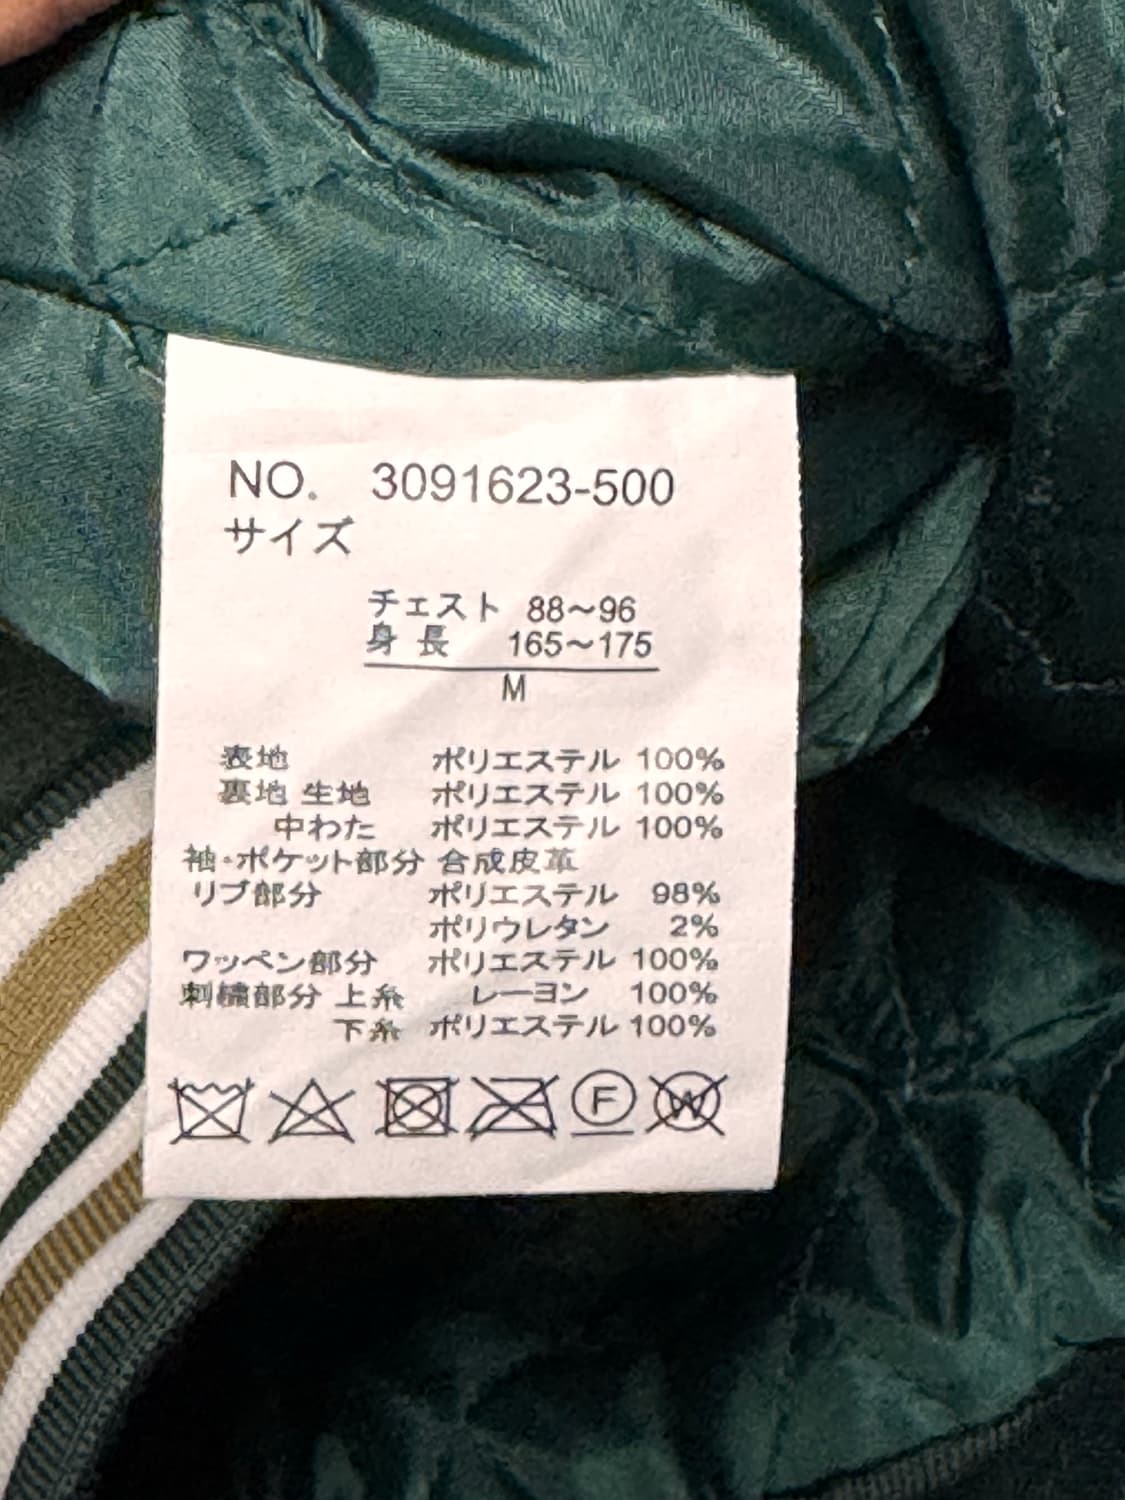 NO. 3091623-500
サイズ
チェスト 88〜96
身長 165〜175
M
表地 ポリエステル 100%
裏地 生地 ポリエステル 100%
中わた ポリエステル 100%
袖・ポケット部分 合成皮革
リブ部分 ポリエステル 98%
ポリウレタン 2%
ワッペン部分 ポリエステル 100%
刺繍部分 上糸 レーヨン 100%
下糸 ポリエステル 100%
F W